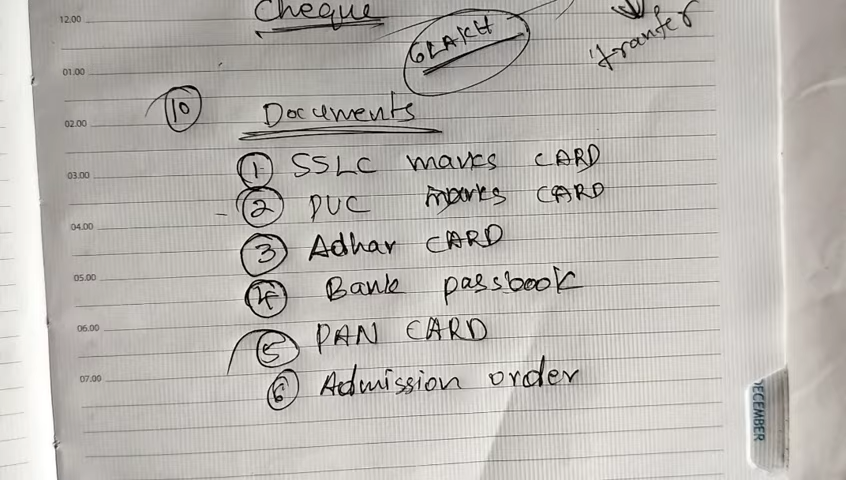 12.00 Cheque
6LAKH
Tranfer
01.00
10 Documents
02.00
1 SSLC marks CARD
03.00
2 PUC marks CARD
04.00
3 Adhar CARD
05.00
4 Bank passbook
06.00
5 PAN CARD
07.00
6 Admission order
DECEMBER